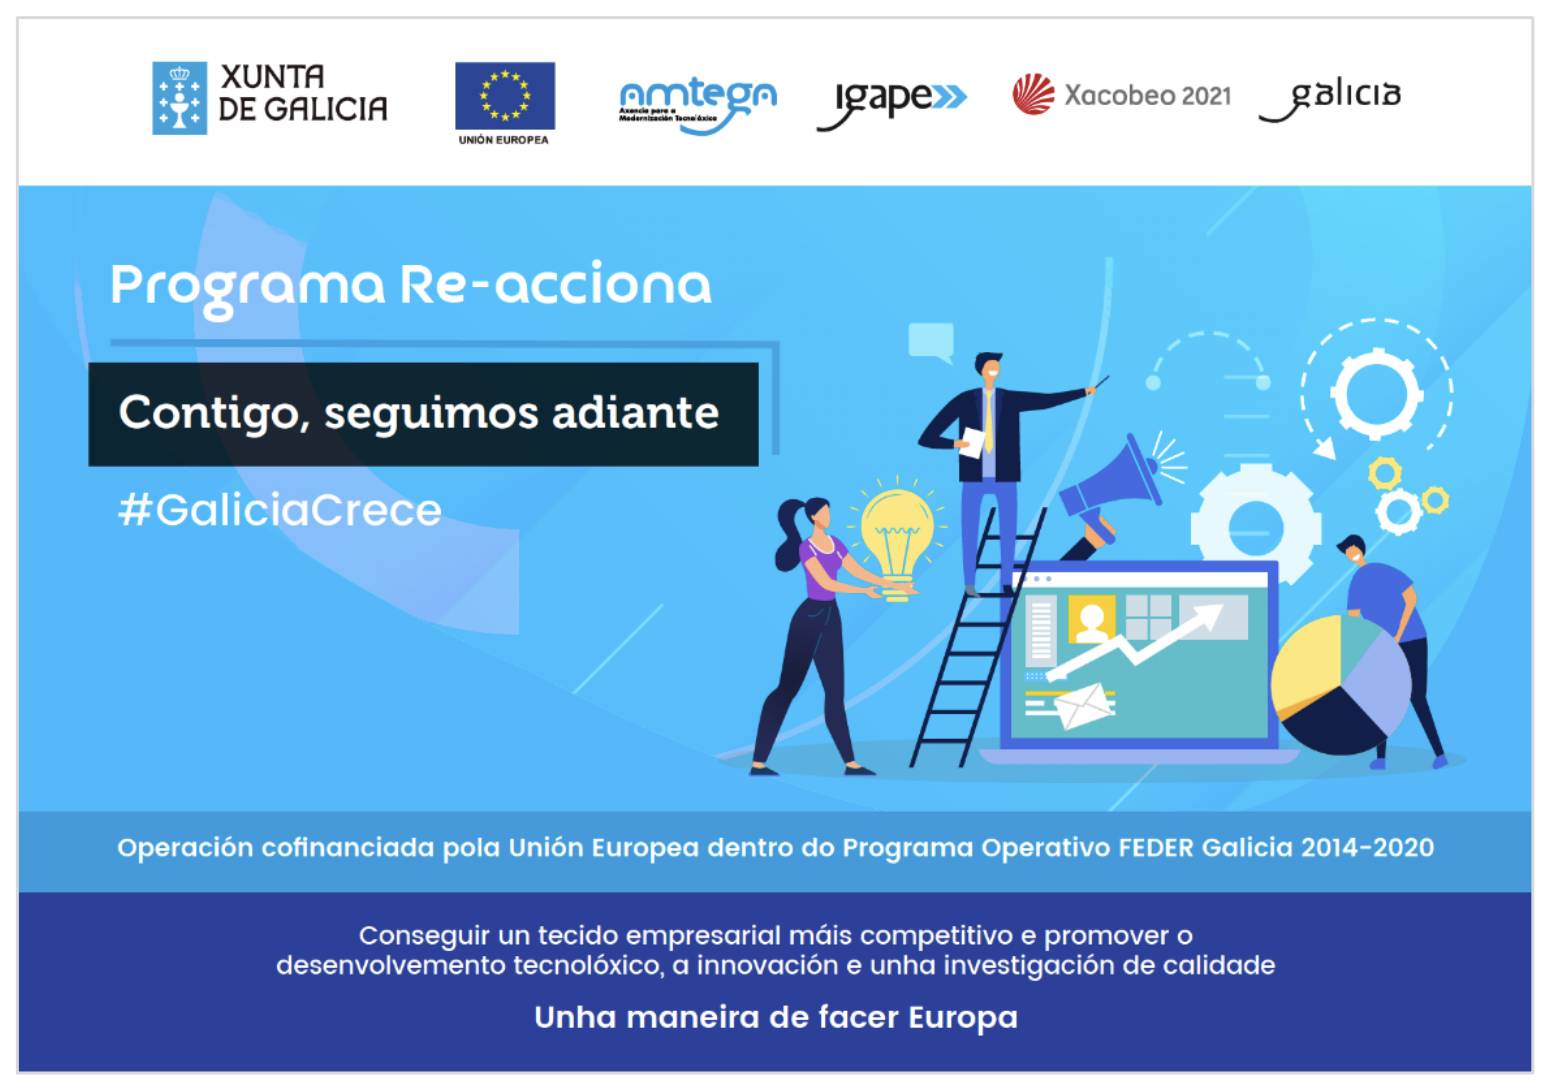 XUNTA
DE GALICIA
UNIÓN EUROPEA
amtega
Axencia para a
Modernización Tecnolóxica
Igape
Xacobeo 2021
galicia
Programa Re-acciona
Contigo, seguimos adiante
#GaliciaCrece
Operación cofinanciada pola Unión Europea dentro do Programa Operativo FEDER Galicia 2014-2020
Conseguir un tecido empresarial máis competitivo e promover o
desenvolvemento tecnolóxico, a innovación e unha investigación de calidade
Unha maneira de facer Europa